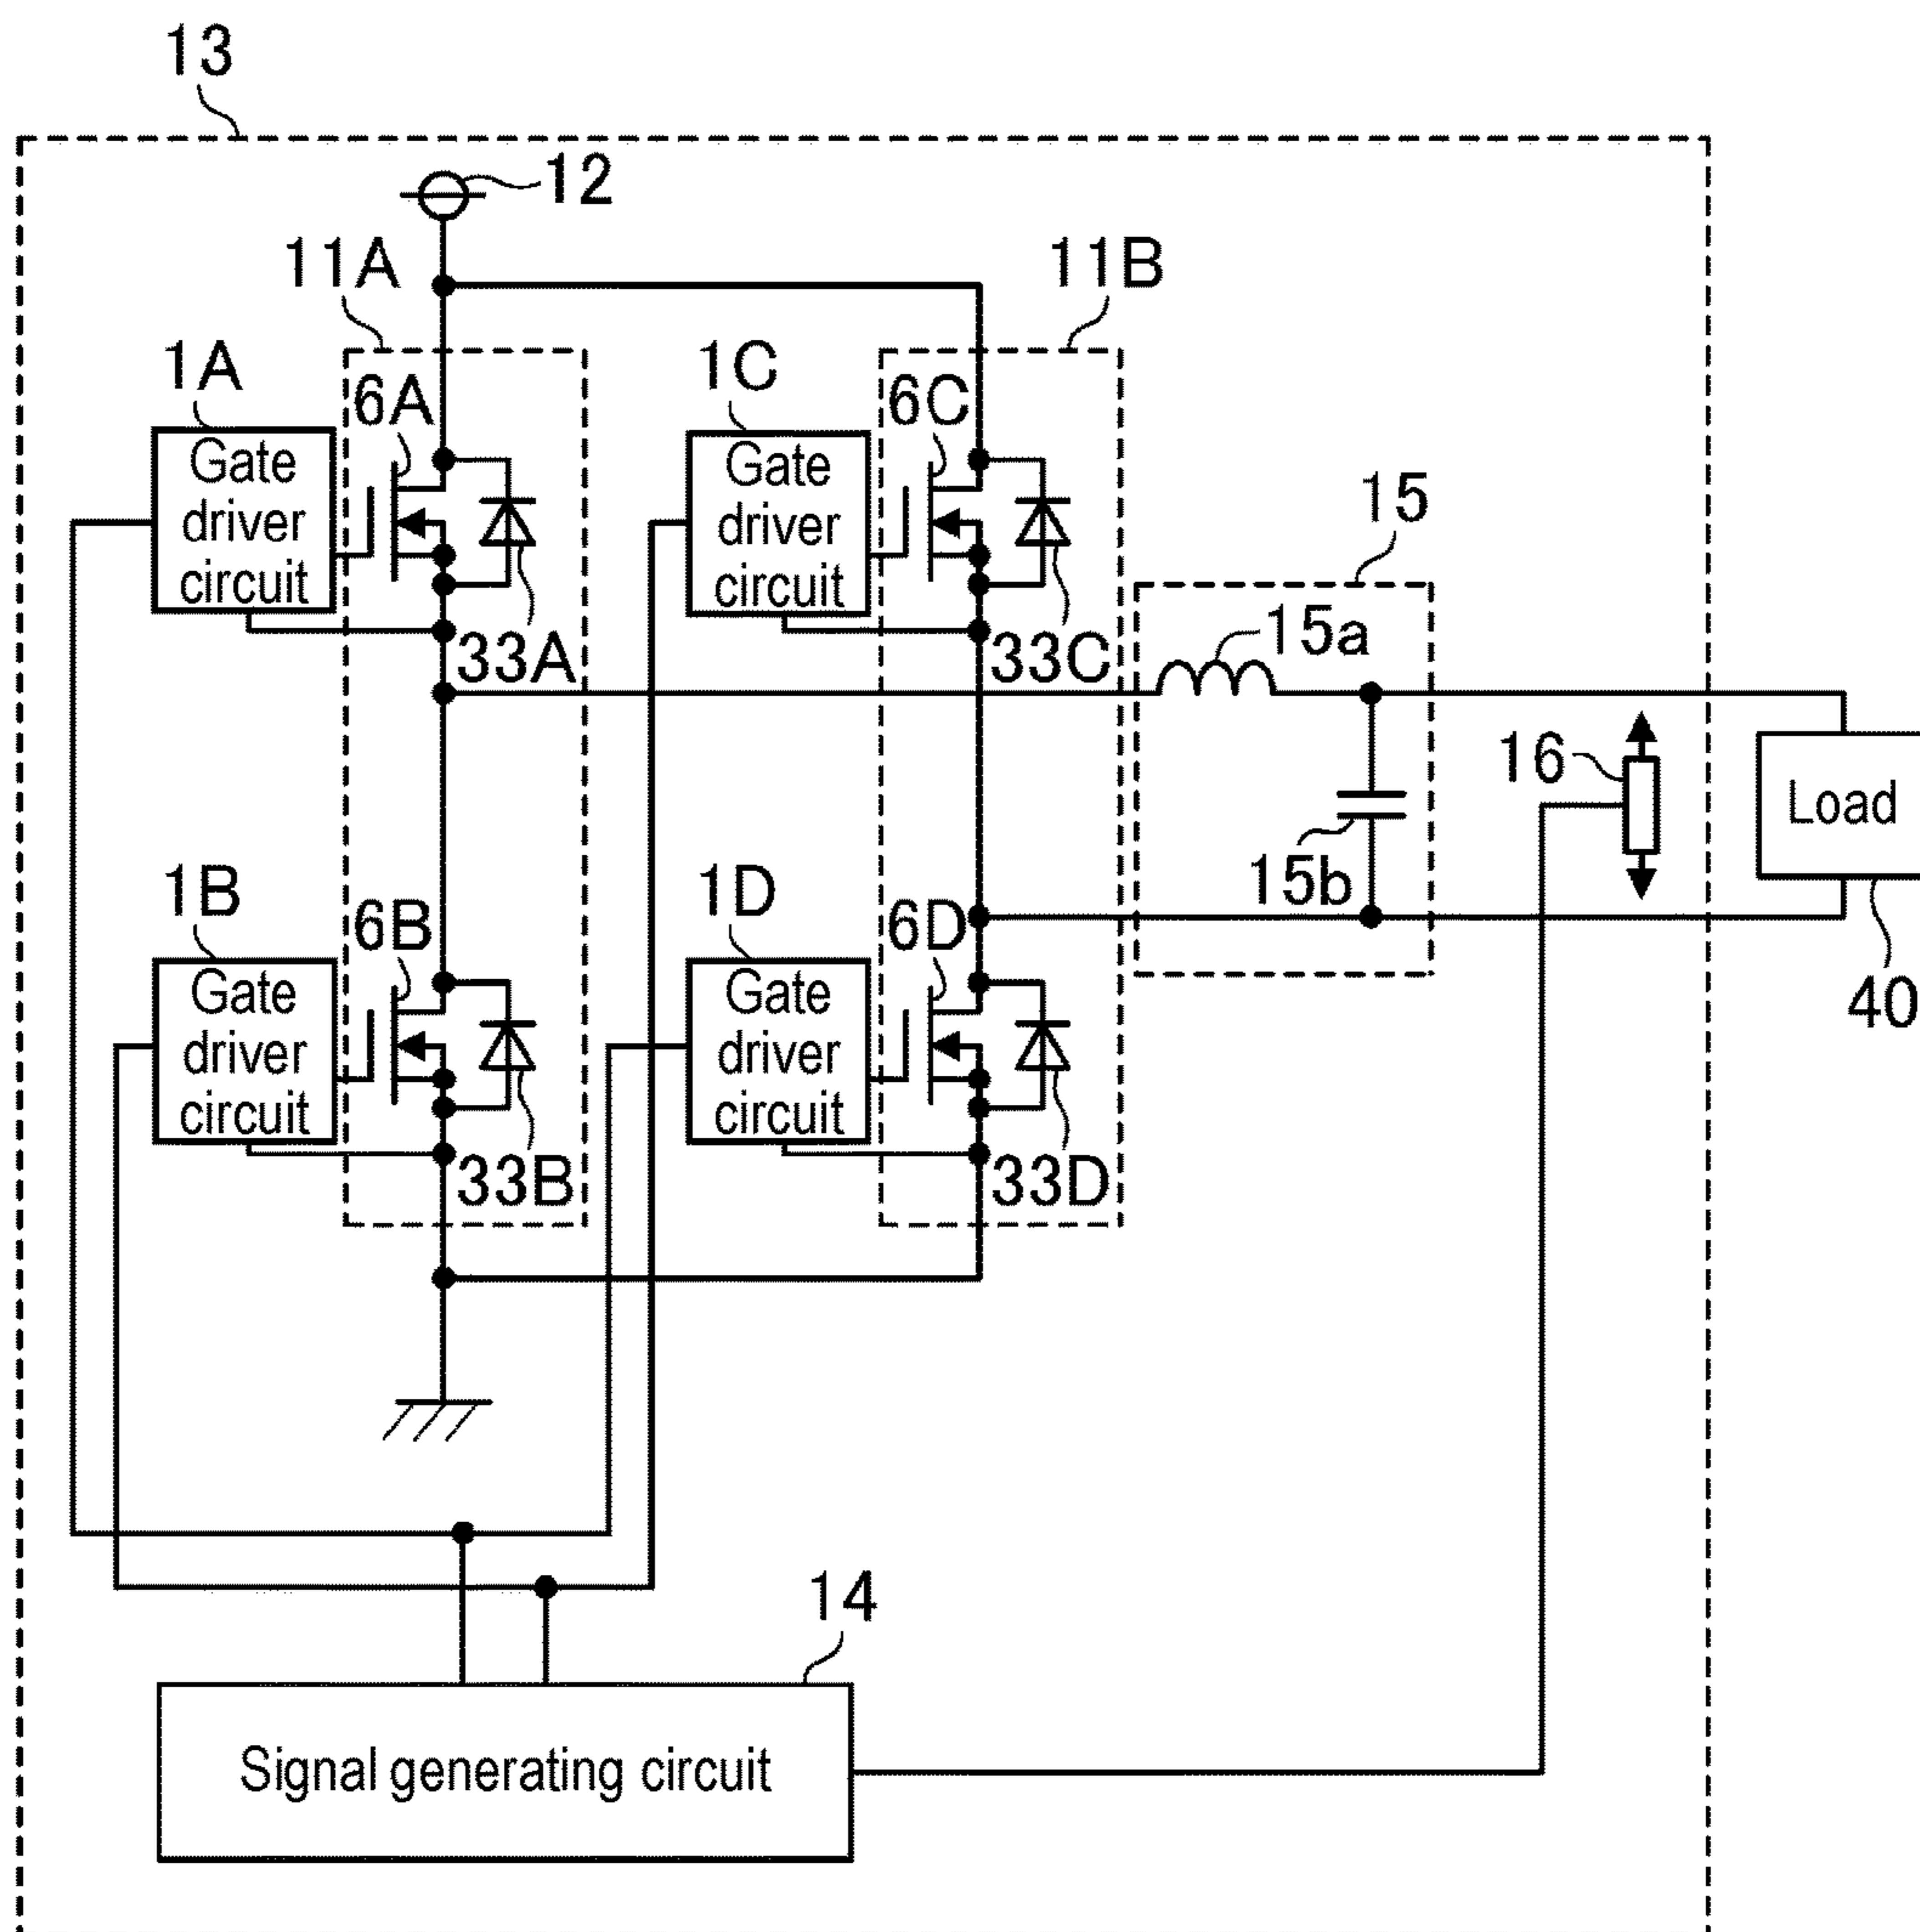 13
12
11A
11B
1A
6A
1C
6C
Gate
driver
circuit
Gate
driver
circuit
33A
33C
15
15a
16
Load
15b
40
1B
6B
1D
6D
Gate
driver
circuit
Gate
driver
circuit
33B
33D
14
Signal generating circuit